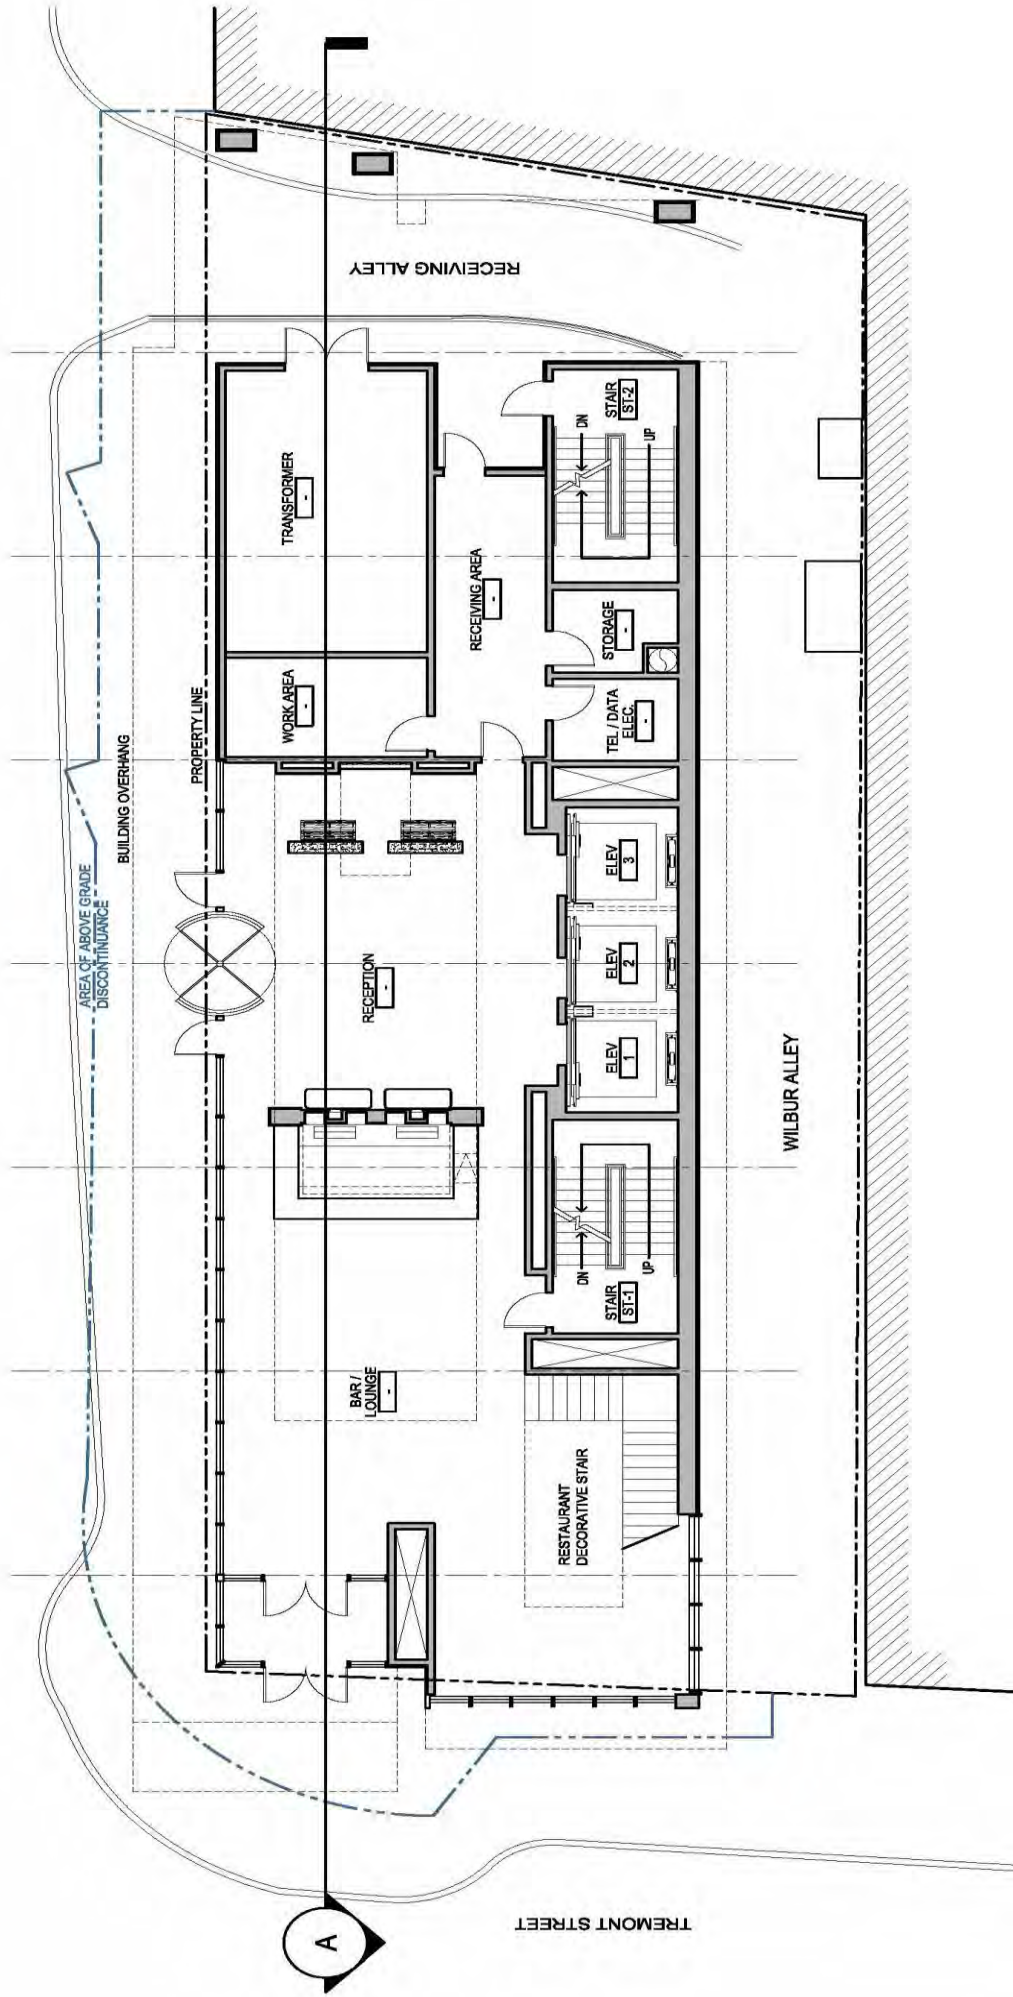 RECEIVING ALLEY
STAIR
ST-2
DN
UP
TRANSFORMER
-
RECEIVING AREA
-
STORAGE
-
WORK AREA
-
TEL / DATA
ELEC.
-
PROPERTY LINE
BUILDING OVERHANG
AREA OF ABOVE GRADE
DISCONTINUANCE
RECEPTION
-
ELEV
3
ELEV
2
ELEV
1
WILBUR ALLEY
DN
UP
STAIR
ST-1
BAR /
LOUNGE
-
RESTAURANT
DECORATIVE STAIR
A
TREMONT STREET